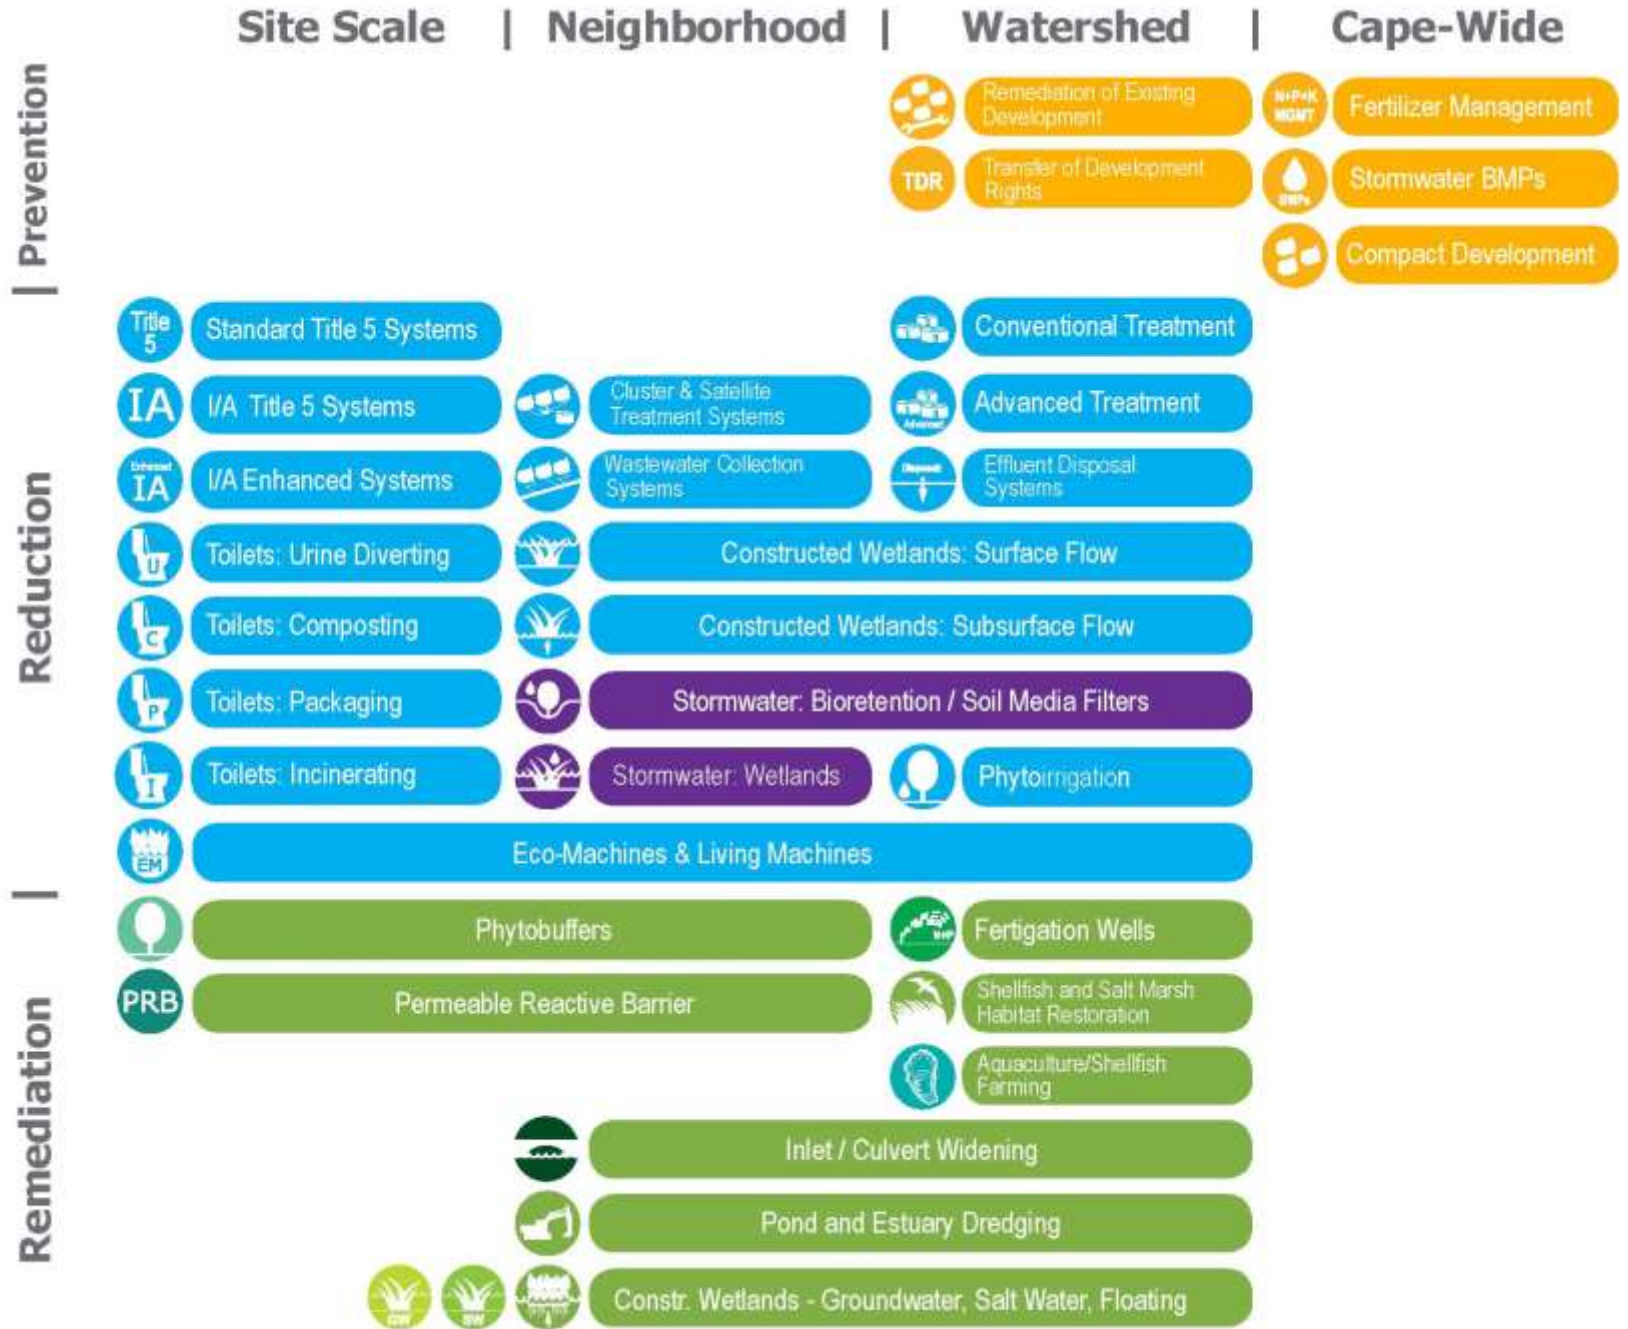 Site Scale | Neighborhood | Watershed | Cape-Wide
Prevention
Remediation of Existing
Development
N+P+K
MGMT
Fertilizer Management
TDR
Transfer of Development
Rights
BMPs
Stormwater BMPs
Compact Development
Reduction
Title
5
Standard Title 5 Systems
Conventional Treatment
IA
I/A Title 5 Systems
Cluster & Satellite
Treatment Systems
Advanced
Advanced Treatment
Enhanced
IA
I/A Enhanced Systems
Wastewater Collection
Systems
Disposal
Effluent Disposal
Systems
U
Toilets: Urine Diverting
Constructed Wetlands: Surface Flow
C
Toilets: Composting
Constructed Wetlands: Subsurface Flow
P
Toilets: Packaging
Stormwater: Bioretention / Soil Media Filters
I
Toilets: Incinerating
Stormwater: Wetlands
Phytoirrigation
EM
Eco-Machines & Living Machines
Remediation
Phytobuffers
N+P
Fertigation Wells
PRB
Permeable Reactive Barrier
Shellfish and Salt Marsh
Habitat Restoration
Aquaculture/Shellfish
Farming
Inlet / Culvert Widening
Pond and Estuary Dredging
GW
SW
Constr. Wetlands - Groundwater, Salt Water, Floating